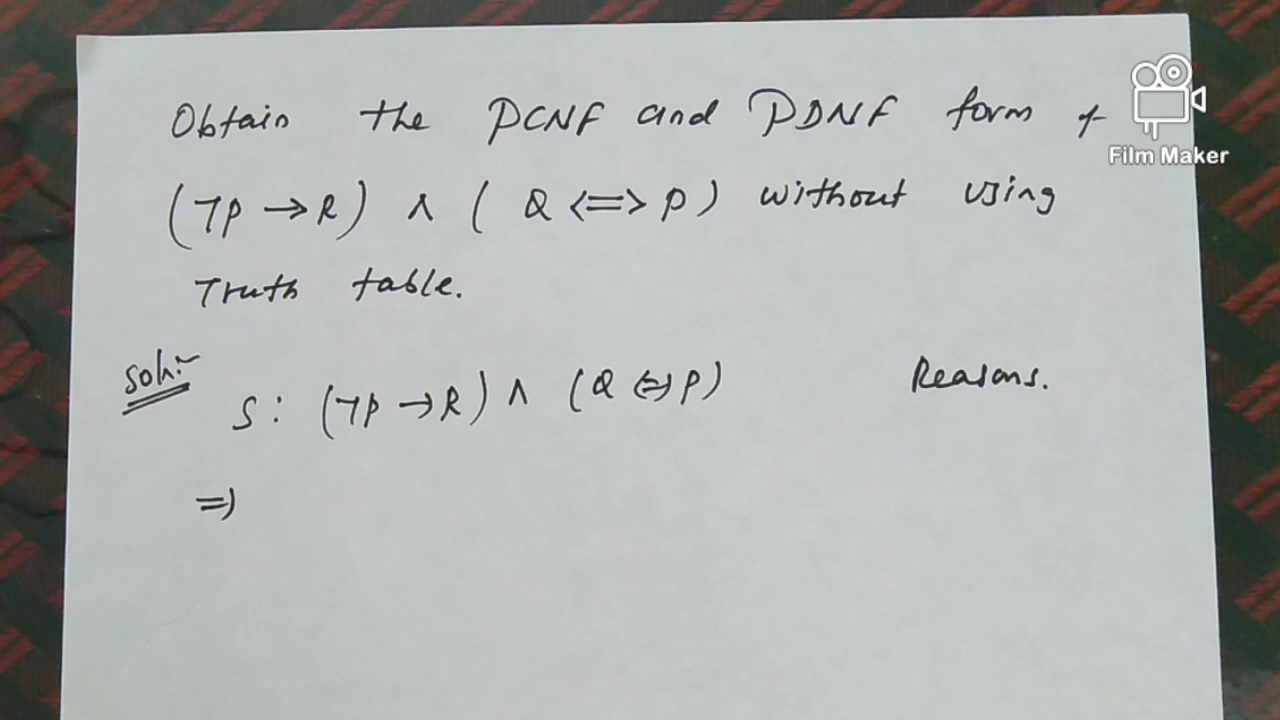 Obtain the PCNF and PDNF form of
Film Maker
(¬P → R) ∧ ( Q <=> P) without using
Truth table.
Soln:-
S: (¬P → R) ∧ (Q <=> P) Reasons.
=>